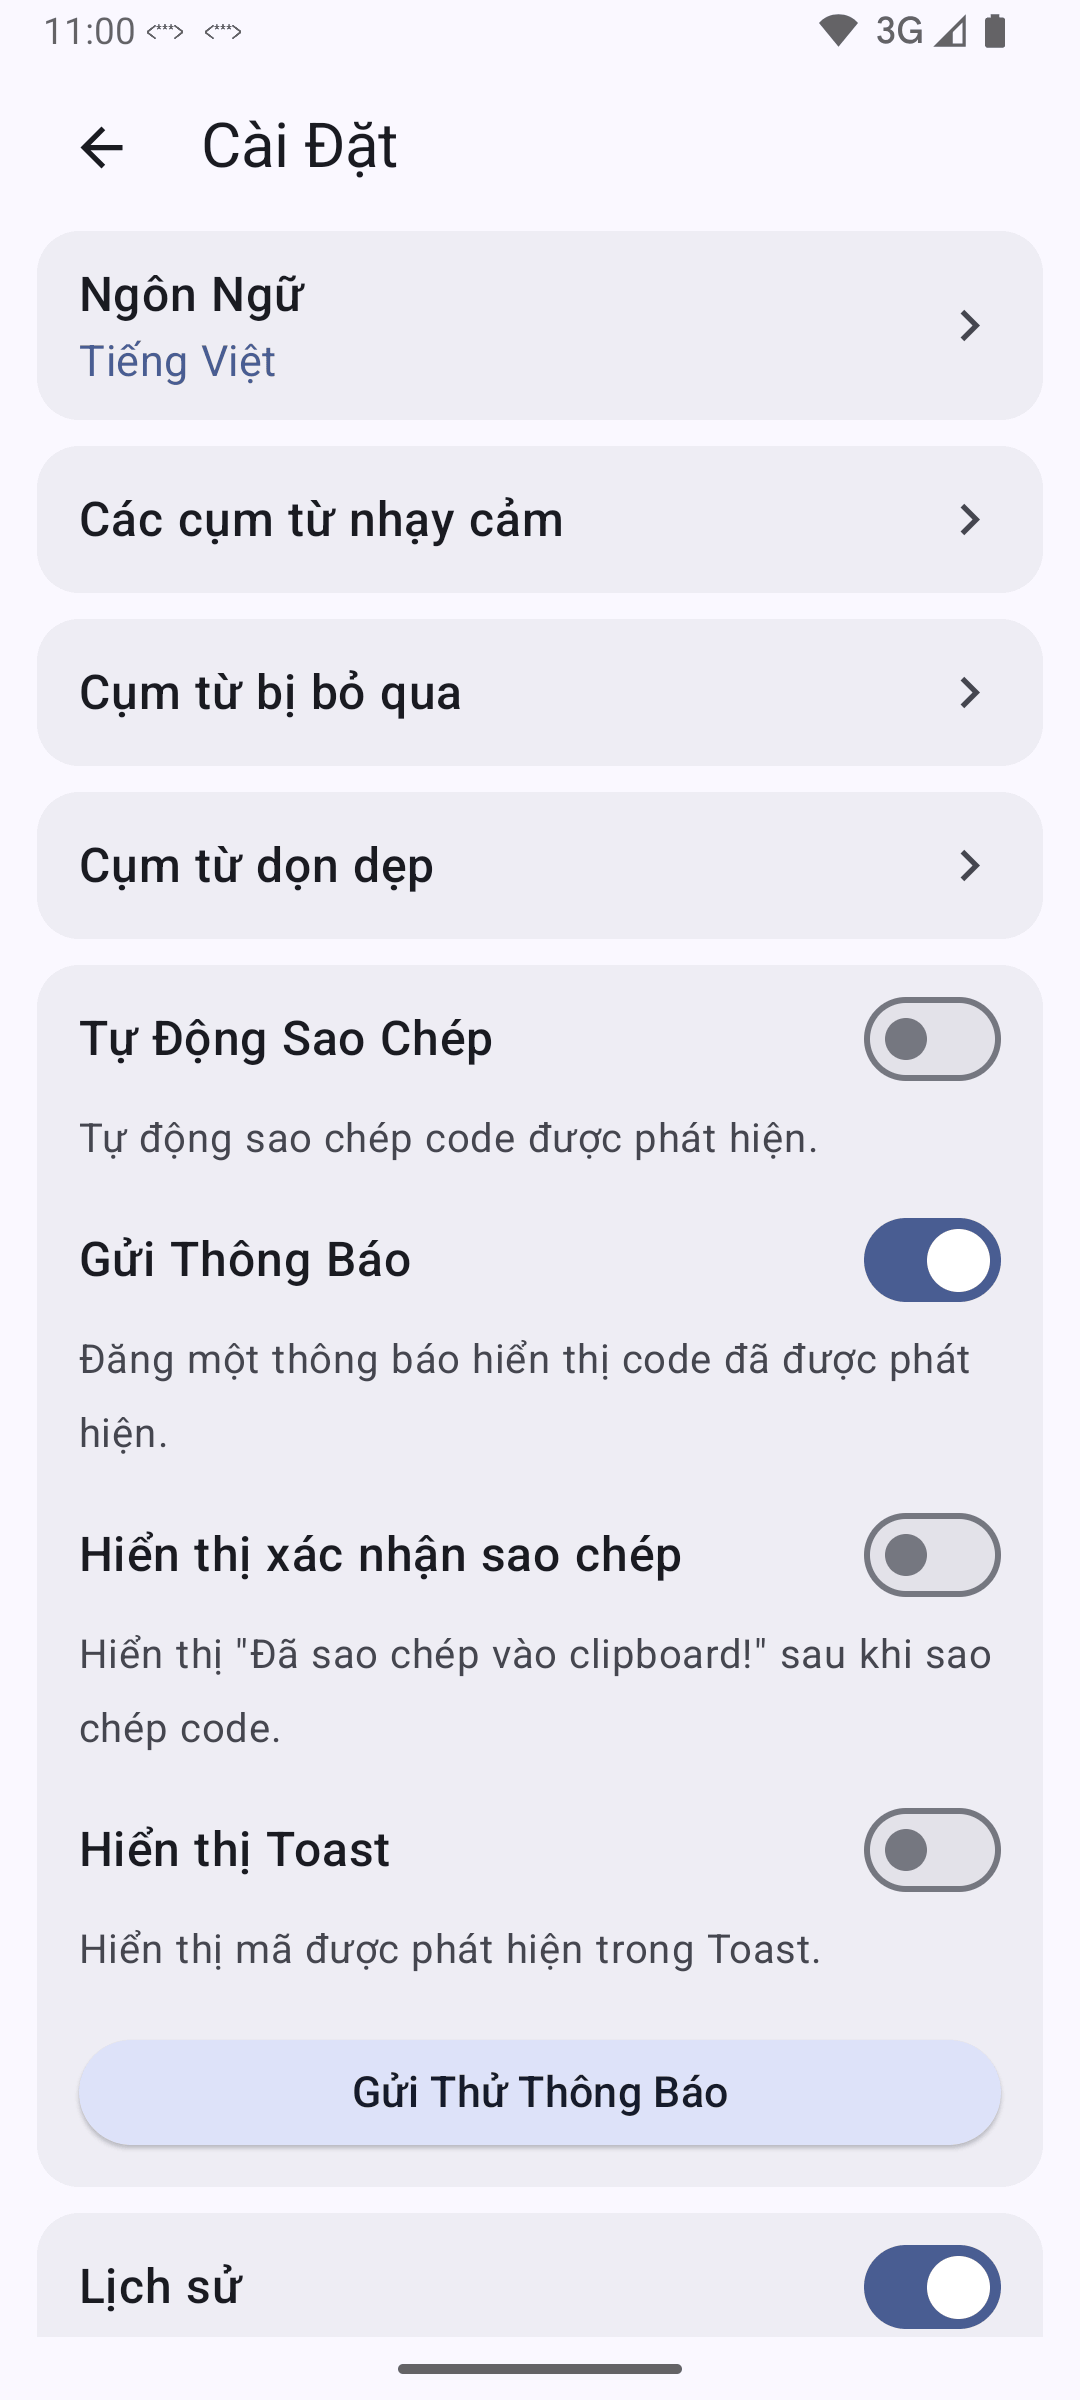 11:00 <***> <***> 3G
Cài Đặt
Ngôn Ngữ
Tiếng Việt
Các cụm từ nhạy cảm
Cụm từ bị bỏ qua
Cụm từ dọn dẹp
Tự Động Sao Chép
Tự động sao chép code được phát hiện.
Gửi Thông Báo
Đăng một thông báo hiển thị code đã được phát
hiện.
Hiển thị xác nhận sao chép
Hiển thị "Đã sao chép vào clipboard!" sau khi sao
chép code.
Hiển thị Toast
Hiển thị mã được phát hiện trong Toast.
Gửi Thử Thông Báo
Lịch sử